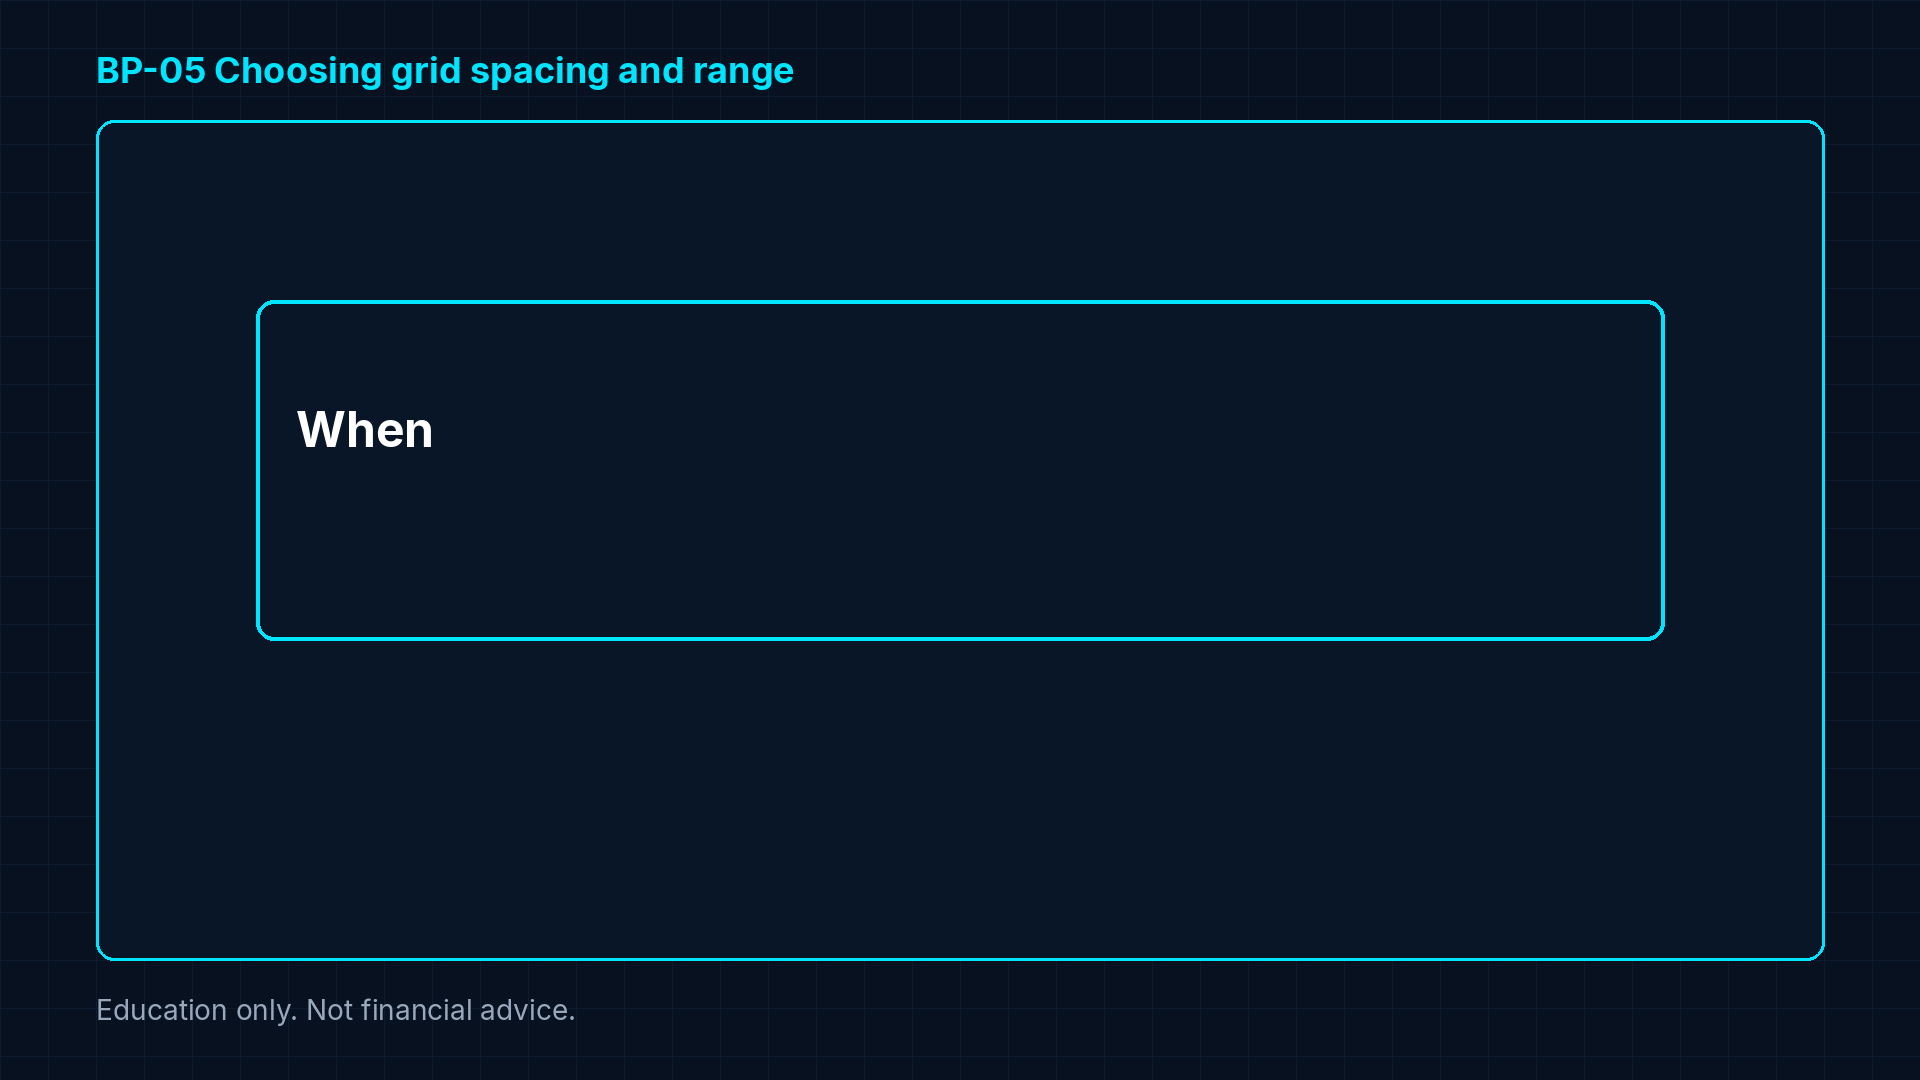 BP-05 Choosing grid spacing and range
When
Education only. Not financial advice.